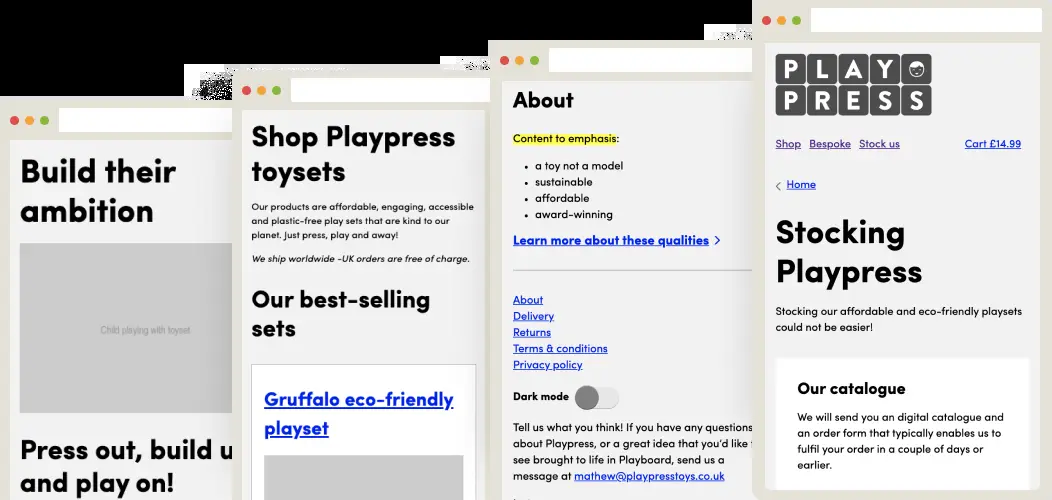 Build their
ambition
Child playing with toyset
Press out, build u
and play on!
Shop Playpress
toysets
Our products are affordable, engaging, accessible
and plastic-free play sets that are kind to our
planet. Just press, play and away!
We ship worldwide -UK orders are free of charge.
Our best-selling
sets
Gruffalo eco-friendly
playset
About
Content to emphasis:
• a toy not a model
• sustainable
• affordable
• award-winning
Learn more about these qualities
About
Delivery
Returns
Terms & conditions
Privacy policy
Dark mode
Tell us what you think! If you have any questions
about Playpress, or a great idea that you'd like
see brought to life in Playboard, send us a
message at mathew@playpresstoys.co.uk
PLAY
PRESS
Shop Bespoke Stock us Cart £14.99
Home
Stocking
Playpress
Stocking our affordable and eco-friendly playsets
could not be easier!
Our catalogue
We will send you an digital catalogue and
an order form that typically enables us to
fulfil your order in a couple of days or
earlier.